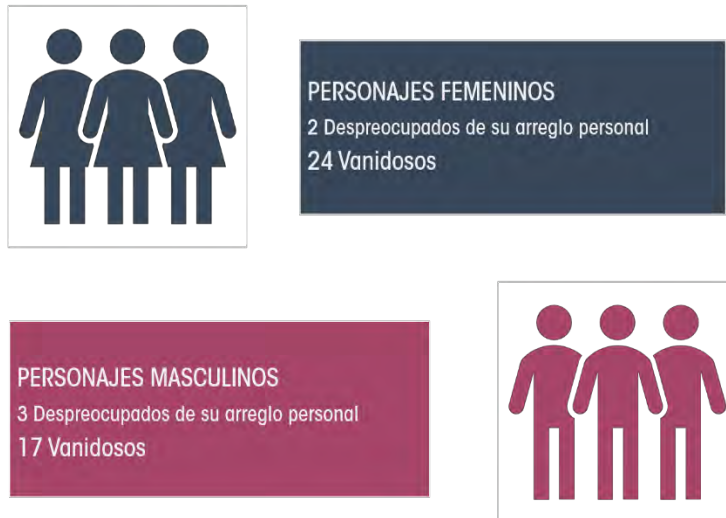 PERSONAJES FEMENINOS
2 Despreocupados de su arreglo personal
24 Vanidosos
PERSONAJES MASCULINOS
3 Despreocupados de su arreglo personal
17 Vanidosos